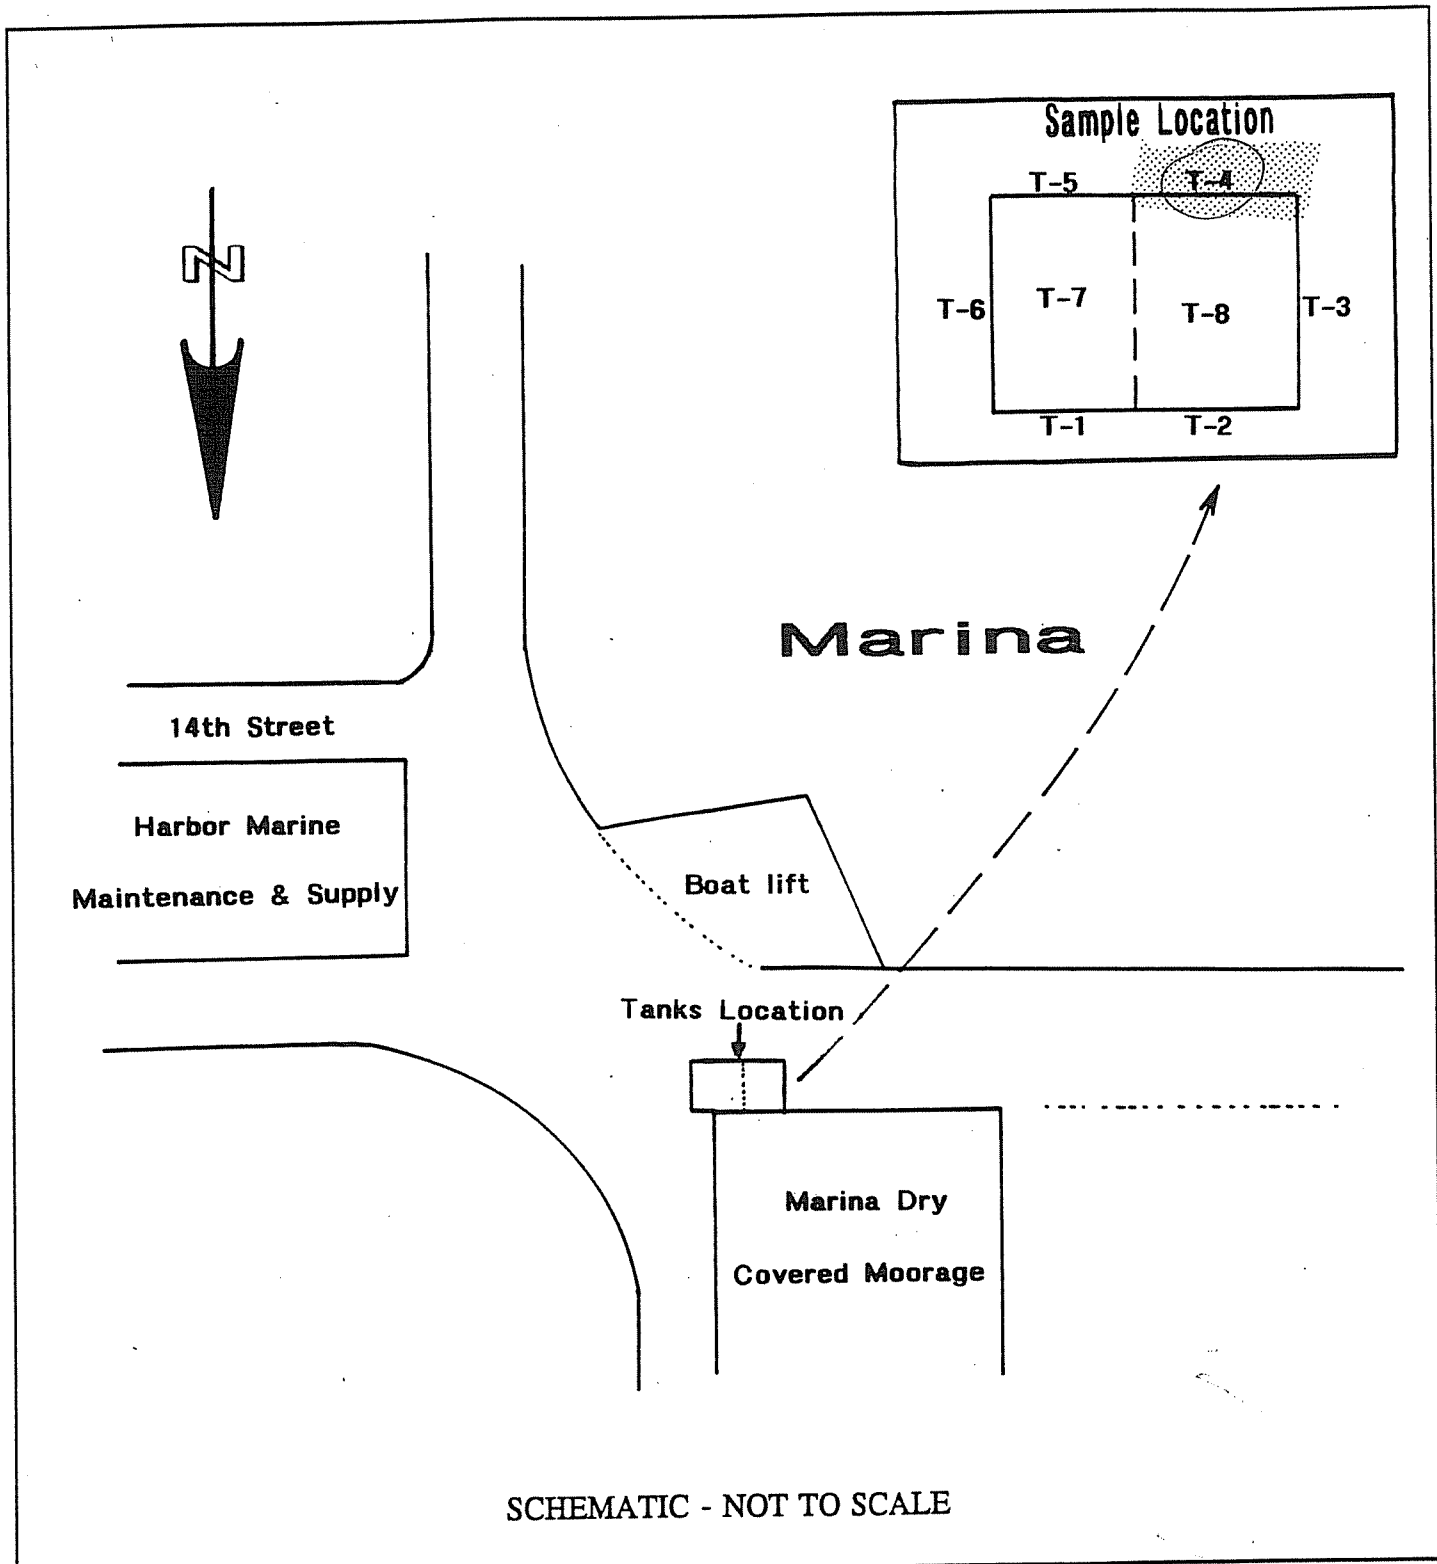 Sample Location
T-5
T-4
T-6
T-7
T-8
T-3
T-1
T-2
N
Marina
14th Street
Harbor Marine
Maintenance & Supply
Boat lift
Tanks Location
Marina Dry
Covered Moorage
SCHEMATIC - NOT TO SCALE